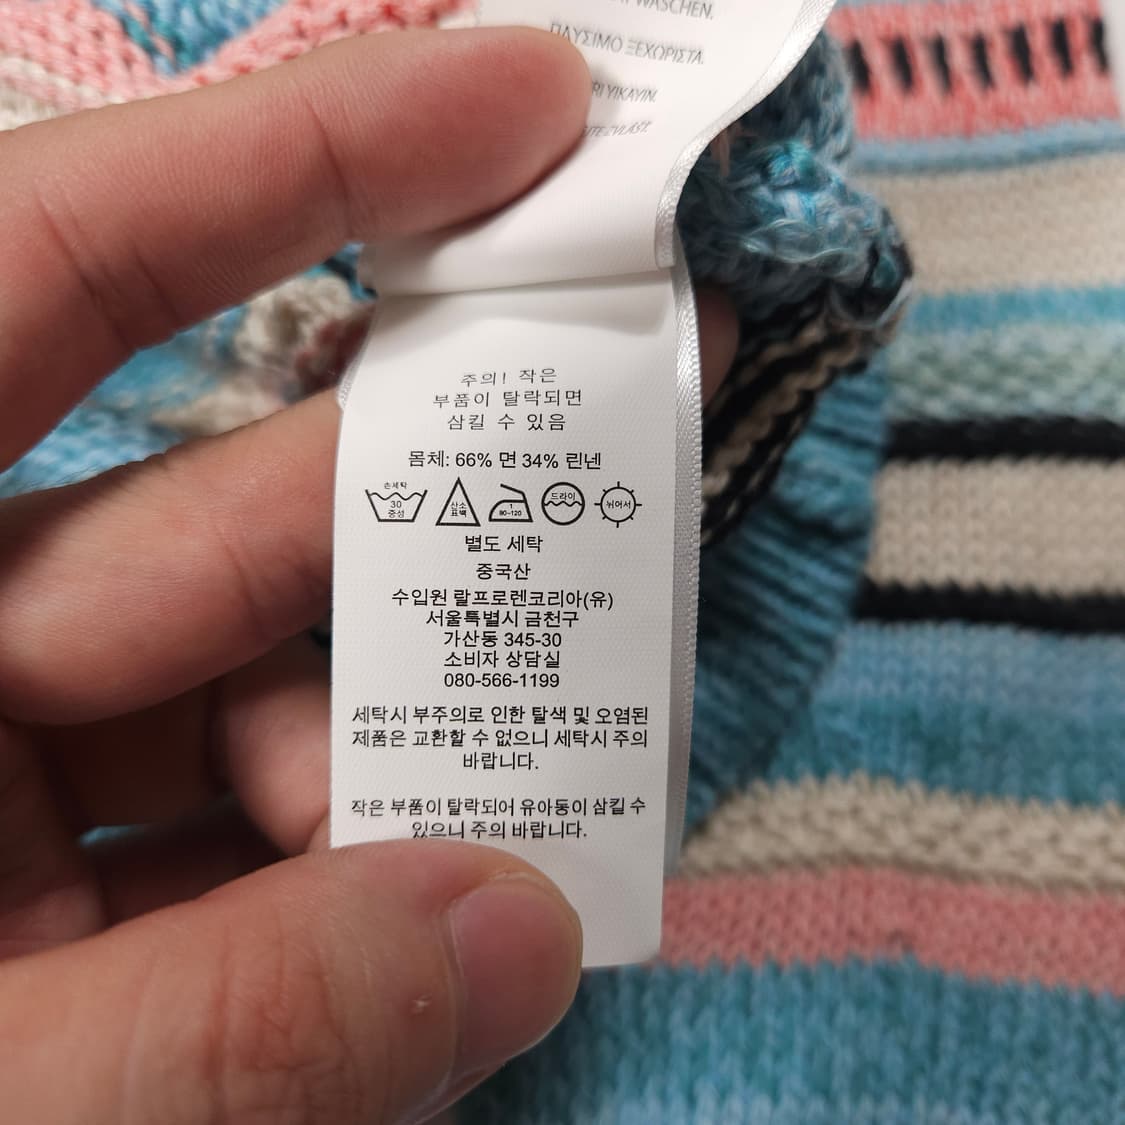 WASCHEN.
ΠΛΥΣΙΜΟ ΞΕΧΩΡΙΣΤΑ.
YIKAYIN.
주의! 작은
부품이 탈락되면
삼킬 수 있음
몸체: 66% 면 34% 린넨
손세탁 30 중성
산소 표백
1 80~120
드라이
뉘어서
별도 세탁
중국산
수입원 랄프로렌코리아(유)
서울특별시 금천구
가산동 345-30
소비자 상담실
080-566-1199
세탁시 부주의로 인한 탈색 및 오염된
제품은 교환할 수 없으니 세탁시 주의
바랍니다.
작은 부품이 탈락되어 유아동이 삼킬 수
있으니 주의 바랍니다.